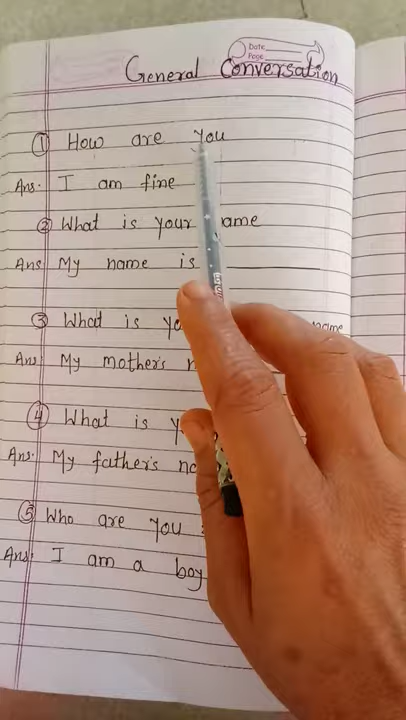 Date
Page
General Conversation
① How are you
Ans. I am fine
② What is your ame
Ans My name is
③ What is yo name
Ans. My mother's n
④ What is y
Ans. My father's na
⑤ Who are you
Ans. I am a boy